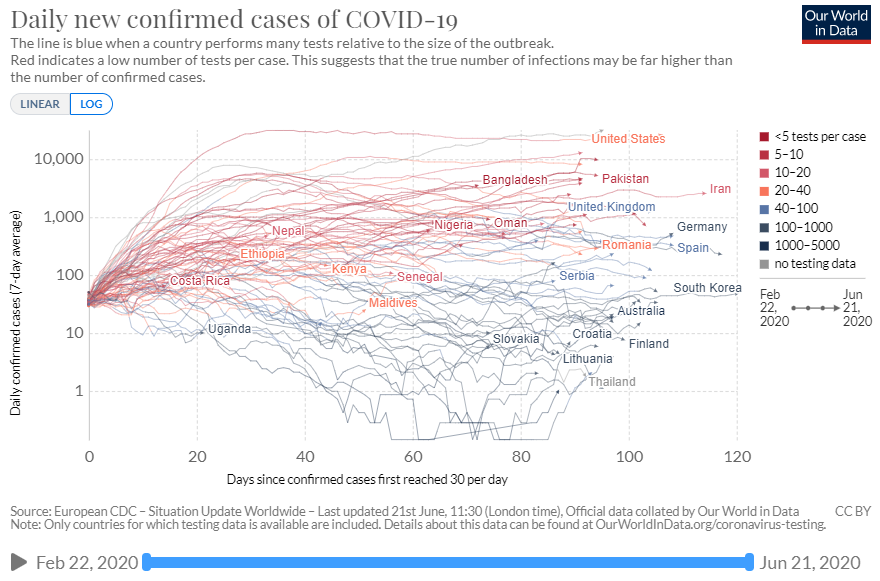 Daily new confirmed cases of COVID-19
Our World
in Data
The line is blue when a country performs many tests relative to the size of the outbreak.
Red indicates a low number of tests per case. This suggests that the true number of infections may be far higher than
the number of confirmed cases.
LINEAR LOG
Daily confirmed cases (7-day average)
10,000
1,000
100
10
1
United States
Bangladesh
Pakistan
Iran
United Kingdom
Nepal
Nigeria
Oman
Germany
Ethiopia
Romania
Spain
Kenya
Costa Rica
Senegal
Serbia
South Korea
Maldives
Australia
Uganda
Slovakia
Croatia
Finland
Lithuania
Thailand
0 20 40 60 80 100 120
Days since confirmed cases first reached 30 per day
<5 tests per case
5–10
10–20
20–40
40–100
100–1000
1000–5000
no testing data
Feb
22,
2020
Jun
21,
2020
Source: European CDC – Situation Update Worldwide – Last updated 21st June, 11:30 (London time), Official data collated by Our World in Data
CC BY
Note: Only countries for which testing data is available are included. Details about this data can be found at OurWorldInData.org/coronavirus-testing.
Feb 22, 2020
Jun 21, 2020